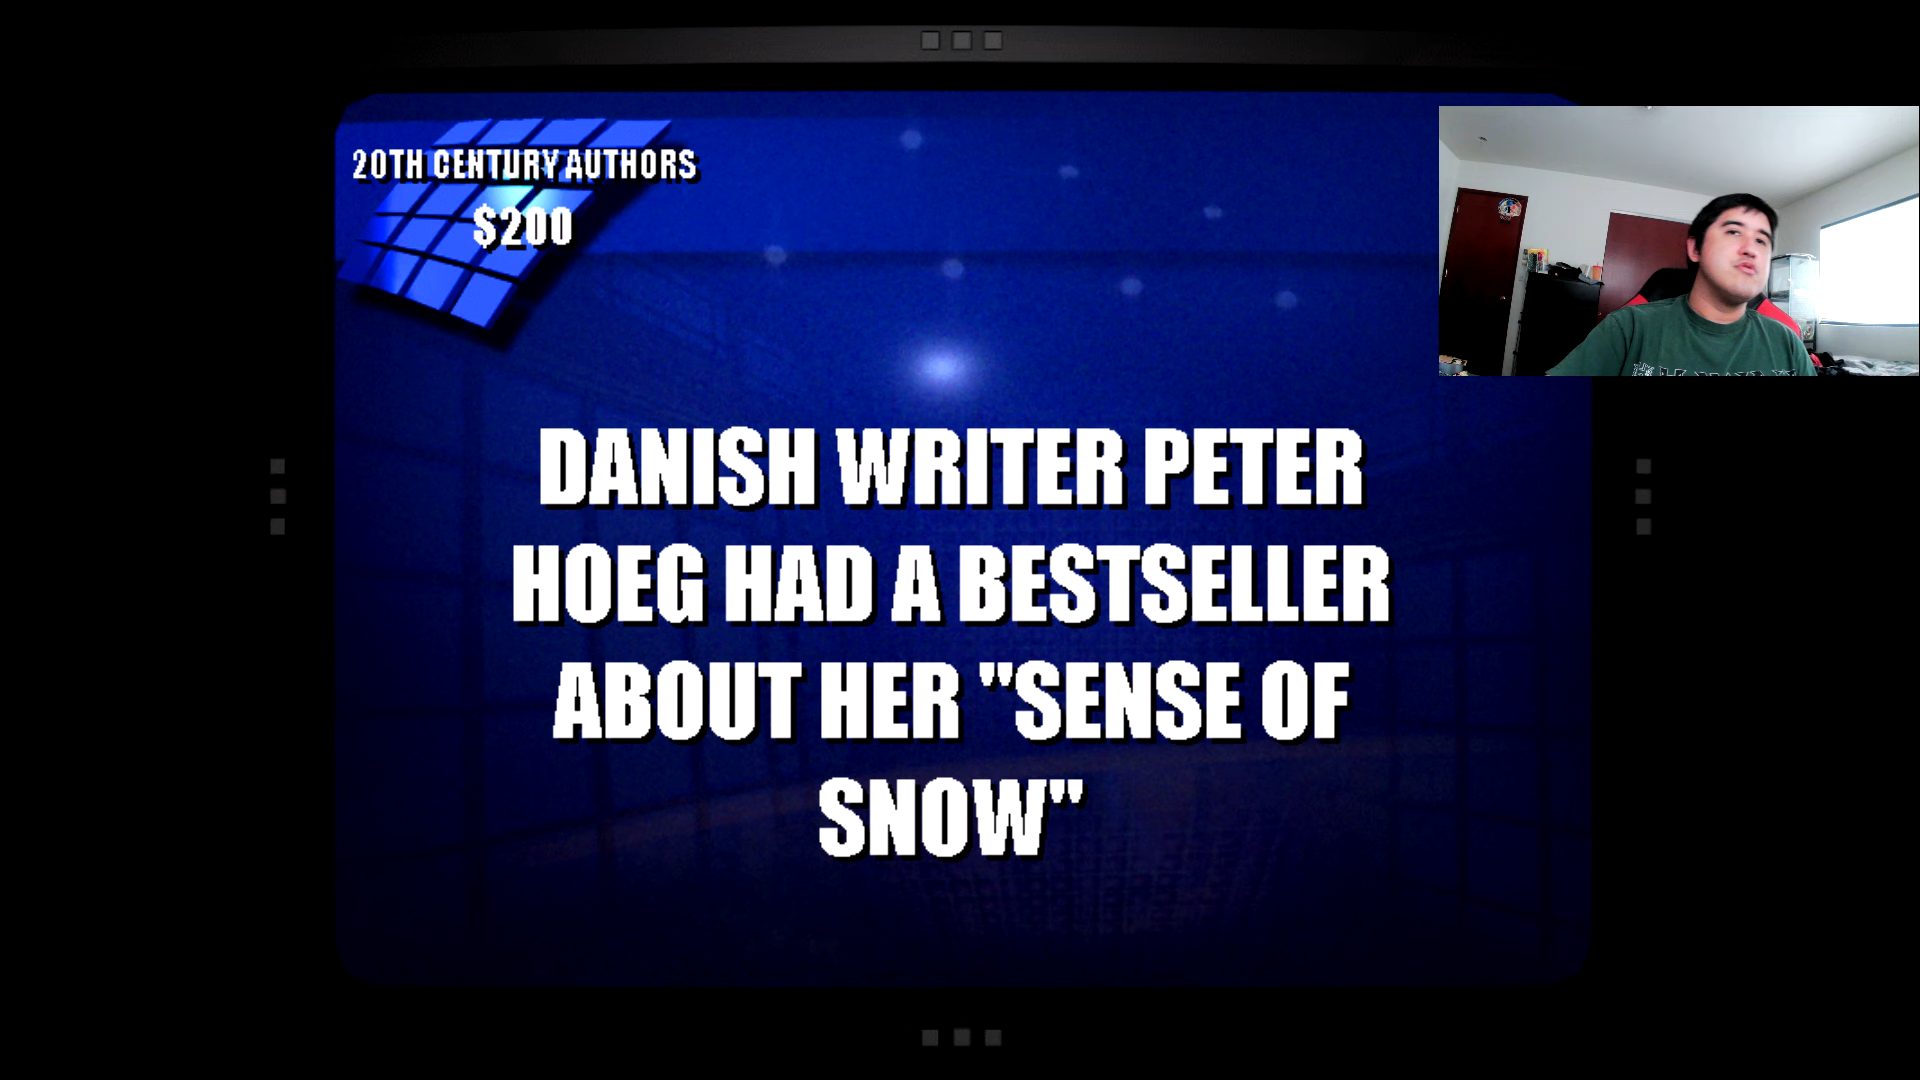 20TH CENTURY AUTHORS
$200
DANISH WRITER PETER
HOEG HAD A BESTSELLER
ABOUT HER "SENSE OF
SNOW"